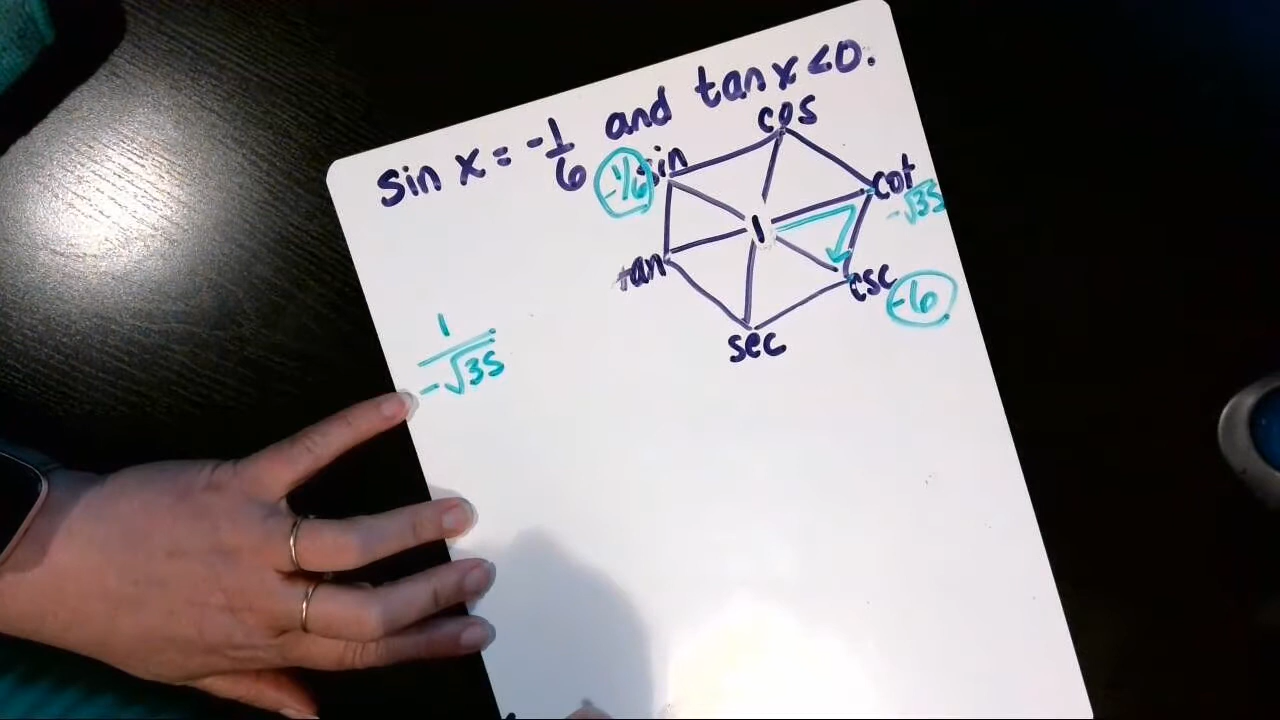 sin x = -1/6 and tan x < 0.
cos
-1/6 sin
cot
-√35
1
tan
csc -6
sec
1/-√35